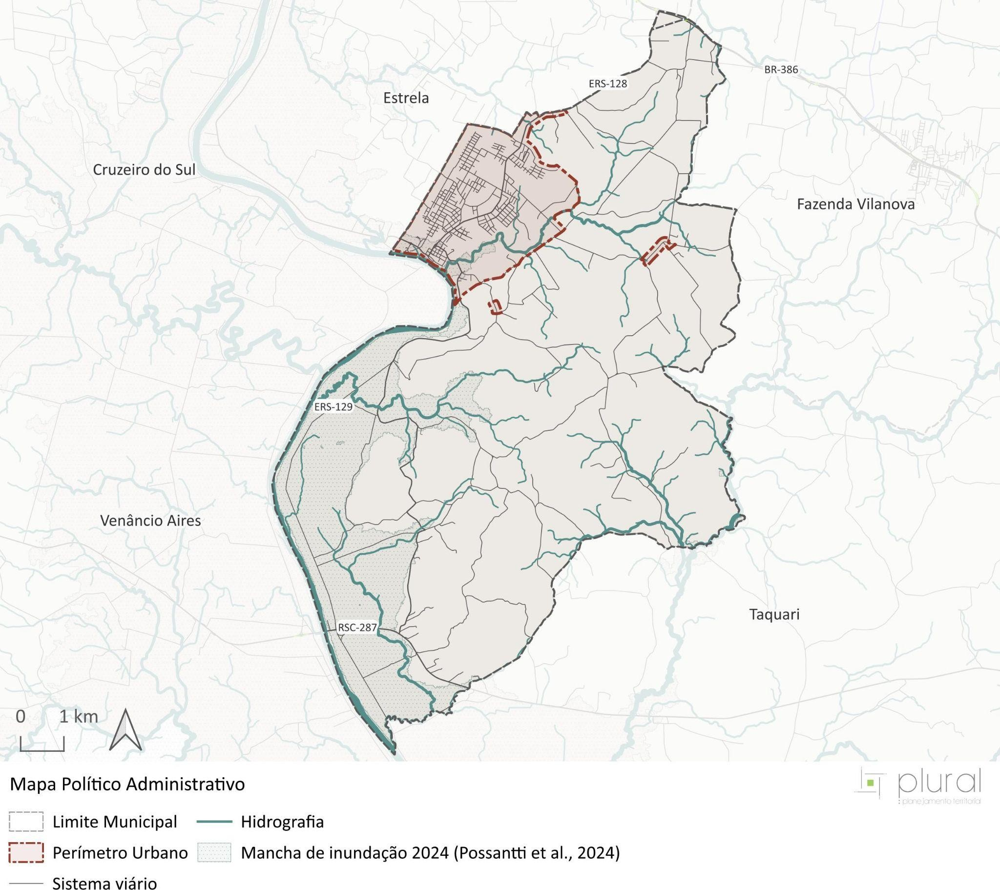 BR-386
ERS-128
Estrela
Cruzeiro do Sul
Fazenda Vilanova
ERS-129
Venâncio Aires
Taquari
RSC-287
0 1 km
Mapa Político Administrativo
plural
: planejamento territorial
Limite Municipal
Hidrografia
Perímetro Urbano
Mancha de inundação 2024 (Possantti et al., 2024)
Sistema viário